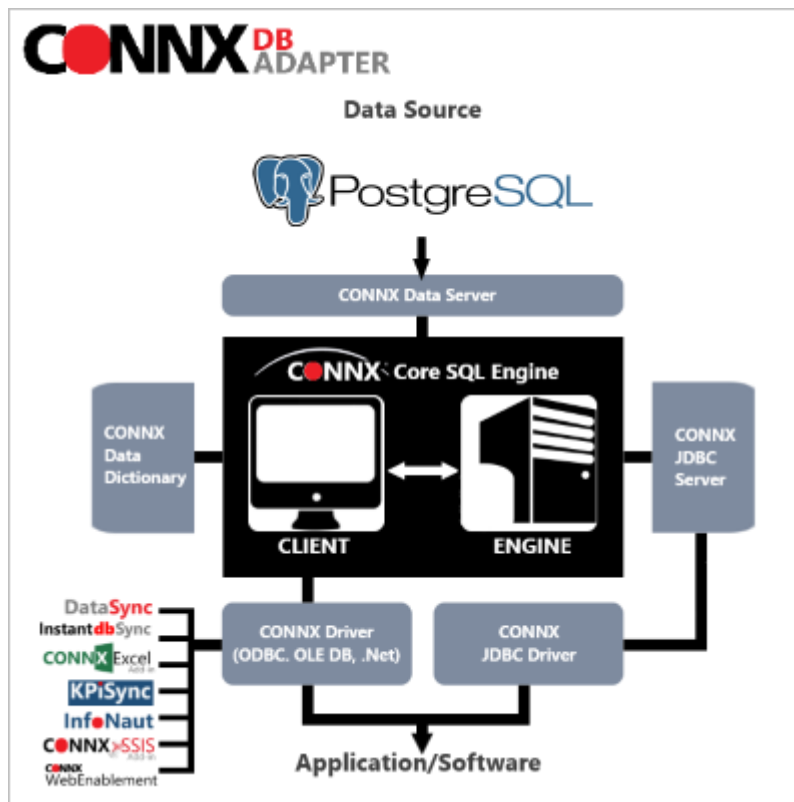 CONNX DB
ADAPTER
Data Source
PostgreSQL
CONNX Data Server
CONNX Core SQL Engine
CONNX
Data
Dictionary
CONNX
JDBC
Server
CLIENT
ENGINE
DataSync
InstantdbSync
CONNX Excel
Add-in
KPiSync
InfoNaut
CONNX SSIS
Add-in
CONNX
WebEnablement
CONNX Driver
(ODBC. OLE DB, .Net)
CONNX
JDBC Driver
Application/Software